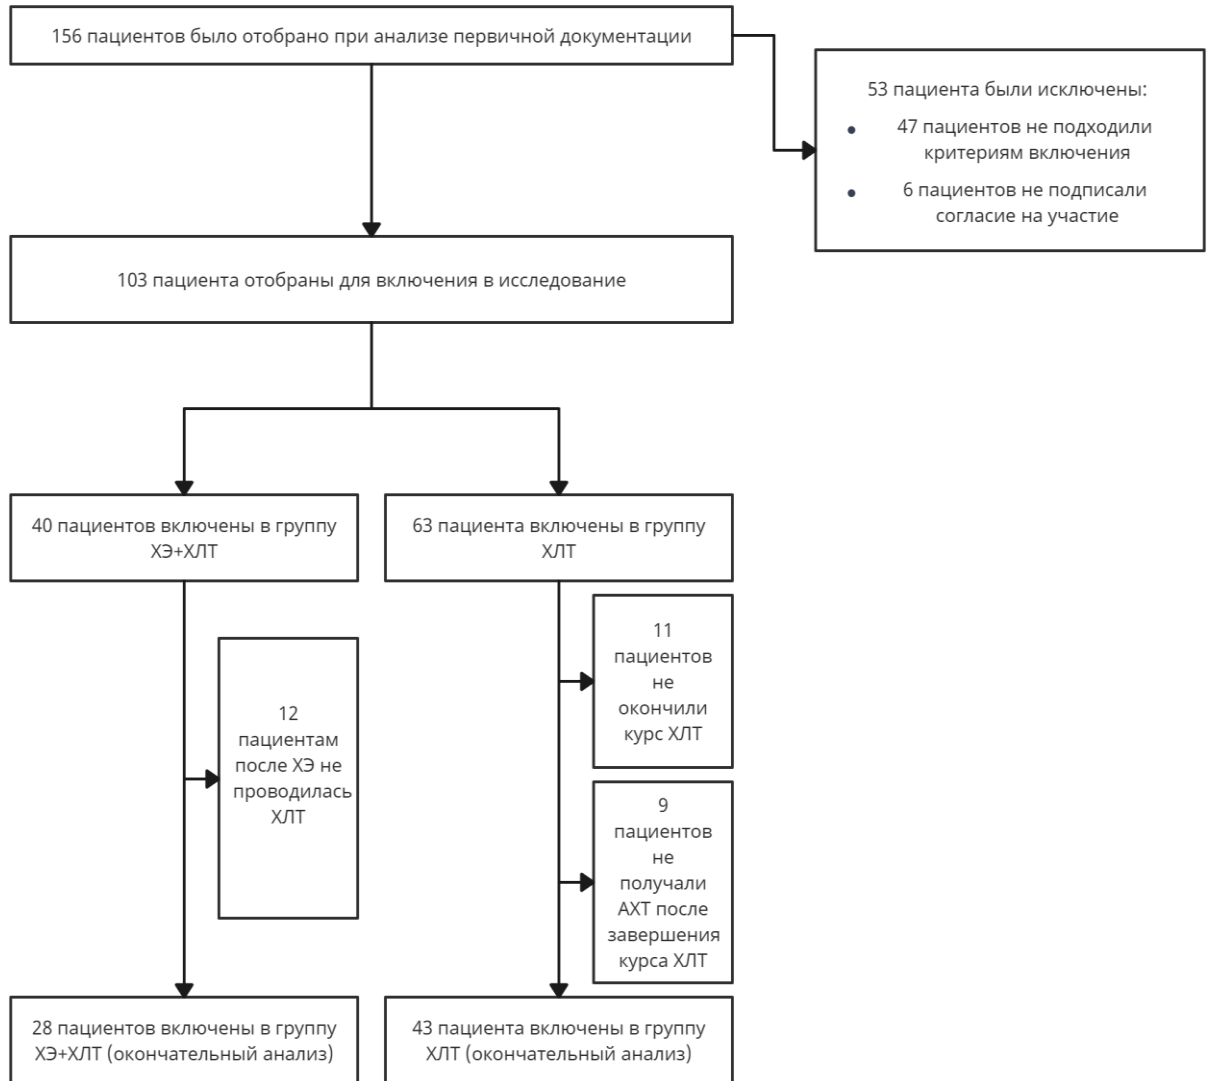 156 пациентов было отобрано при анализе первичной документации
53 пациента были исключены:
• 47 пациентов не подходили
критериям включения
• 6 пациентов не подписали
согласие на участие
103 пациента отобраны для включения в исследование
40 пациентов включены в группу
ХЭ+ХЛТ
63 пациента включены в группу
ХЛТ
12
пациентам
после ХЭ не
проводилась
ХЛТ
11
пациентов
не
окончили
курс ХЛТ
9
пациентов
не
получали
АХТ после
завершения
курса ХЛТ
28 пациентов включены в группу
ХЭ+ХЛТ (окончательный анализ)
43 пациента включены в группу
ХЛТ (окончательный анализ)